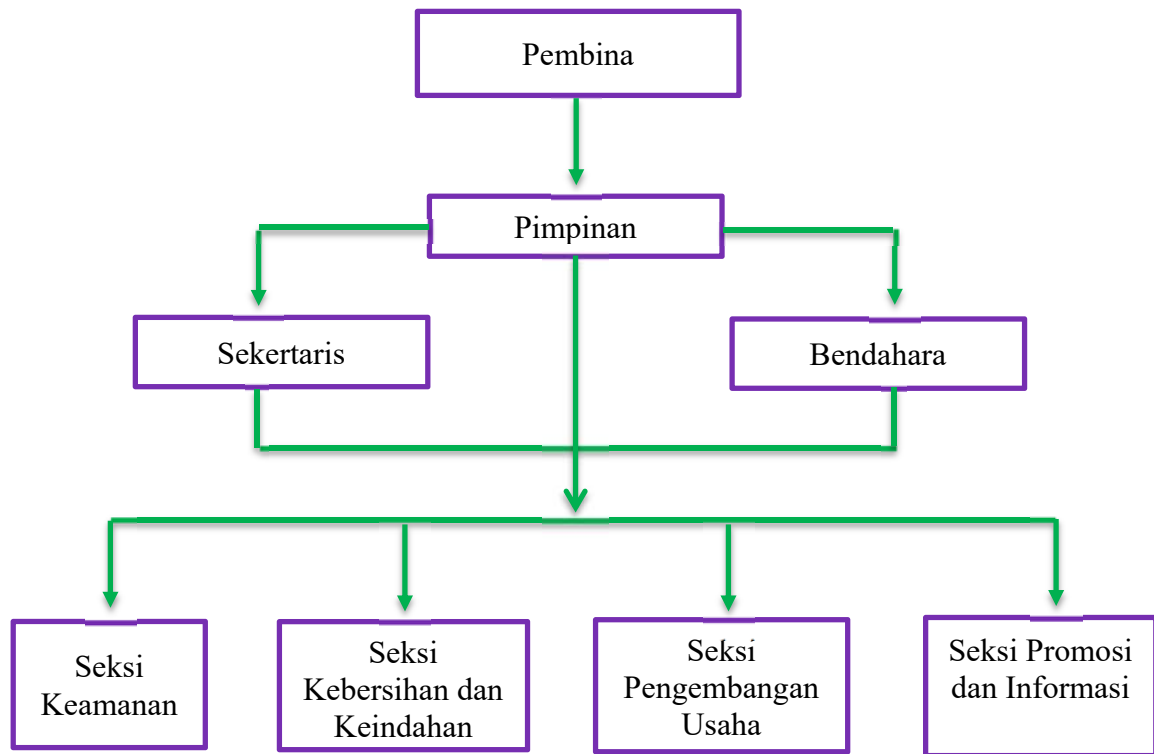 Pembina
Pimpinan
Sekertaris
Bendahara
Seksi
Keamanan
Seksi
Kebersihan dan
Keindahan
Seksi
Pengembangan
Usaha
Seksi Promosi
dan Informasi